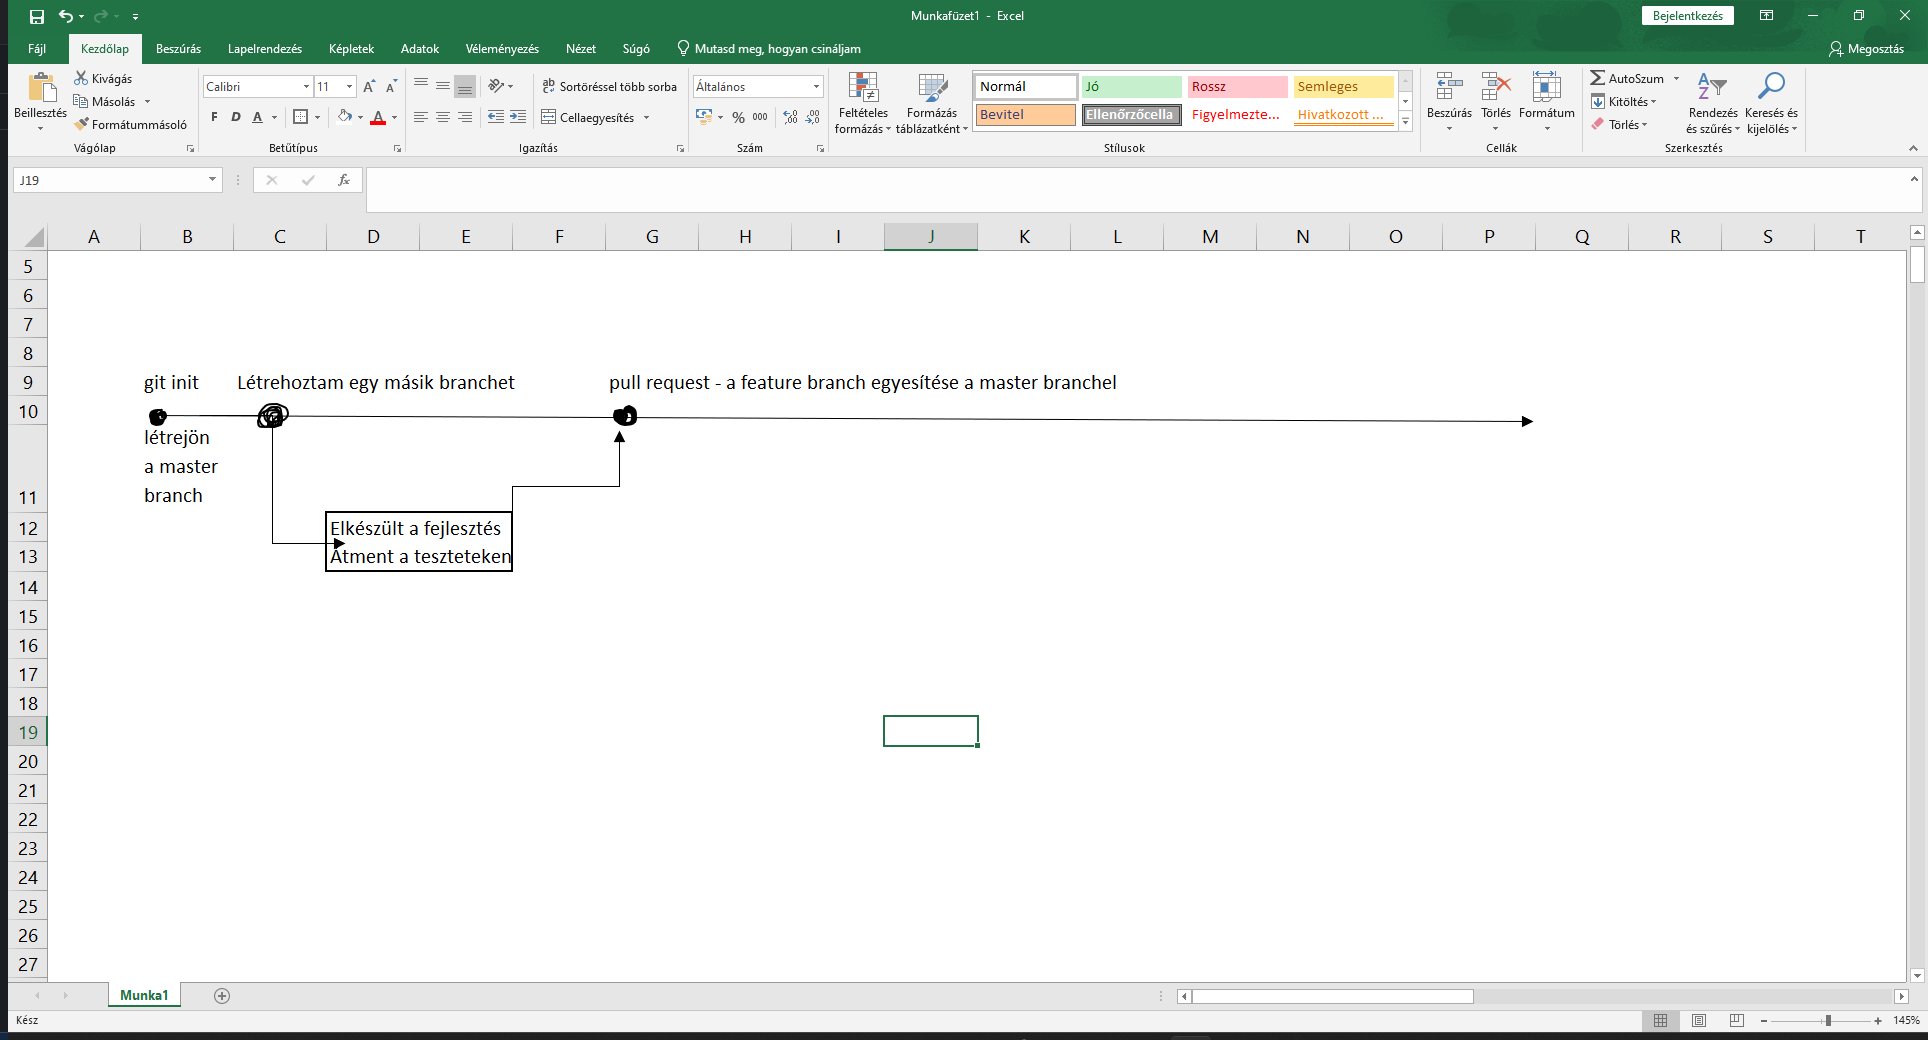 Munkafüzet1 - Excel
Bejelentkezés
Fájl Kezdőlap Beszúrás Lapelrendezés Képletek Adatok Véleményezés Nézet Súgó Mutasd meg, hogyan csináljam Megosztás
Beillesztés
Kivágás
Másolás
Formátummásoló
Vágólap
Calibri 11
F D A
Betűtípus
Sortöréssel több sorba
Cellaegyesítés
Igazítás
Általános
% 000
Szám
Feltételes formázás
Formázás táblázatként
Normál Jó Rossz Semleges
Bevitel Ellenőrzőcella Figyelmezte... Hivatkozott ...
Stílusok
Beszúrás Törlés Formátum
Cellák
AutoSzum
Kitöltés
Törlés
Rendezés és szűrés
Keresés és kijelölés
Szerkesztés
J19
fx
A B C D E F G H I J K L M N O P Q R S T
5
6
7
8
9 git init Létrehoztam egy másik branchet pull request - a feature branch egyesítése a master branchel
10
létrejön
a master
11 branch
12 Elkészült a fejlesztés
13 Átment a teszteteken
14
15
16
17
18
19
20
21
22
23
24
25
26
27
Munka1
Kész
145%